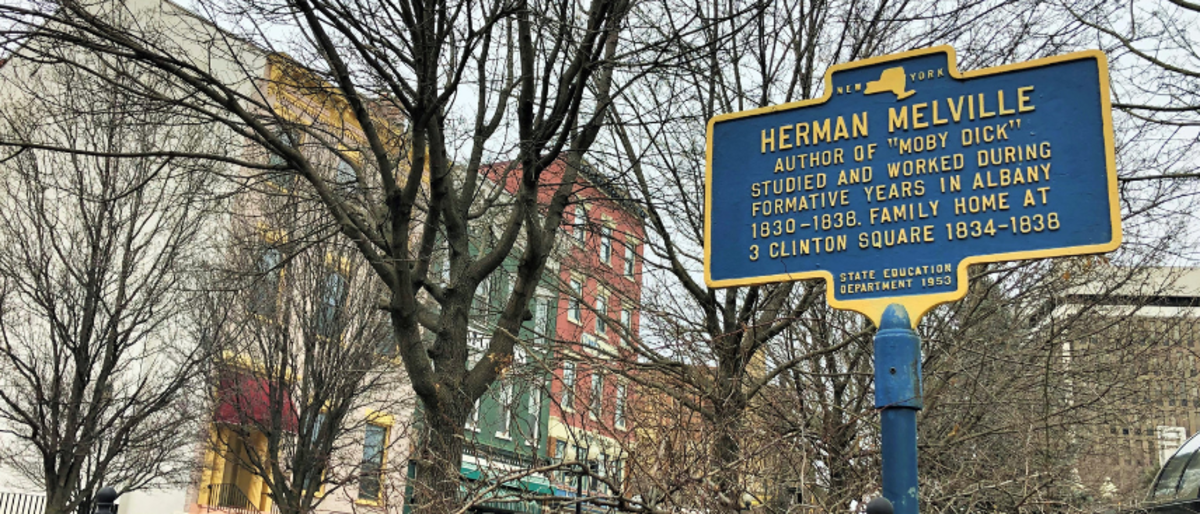 NEW YORK
HERMAN MELVILLE
AUTHOR OF "MOBY DICK"
STUDIED AND WORKED DURING
FORMATIVE YEARS IN ALBANY
1830-1838. FAMILY HOME AT
3 CLINTON SQUARE 1834-1838
STATE EDUCATION
DEPARTMENT 1953